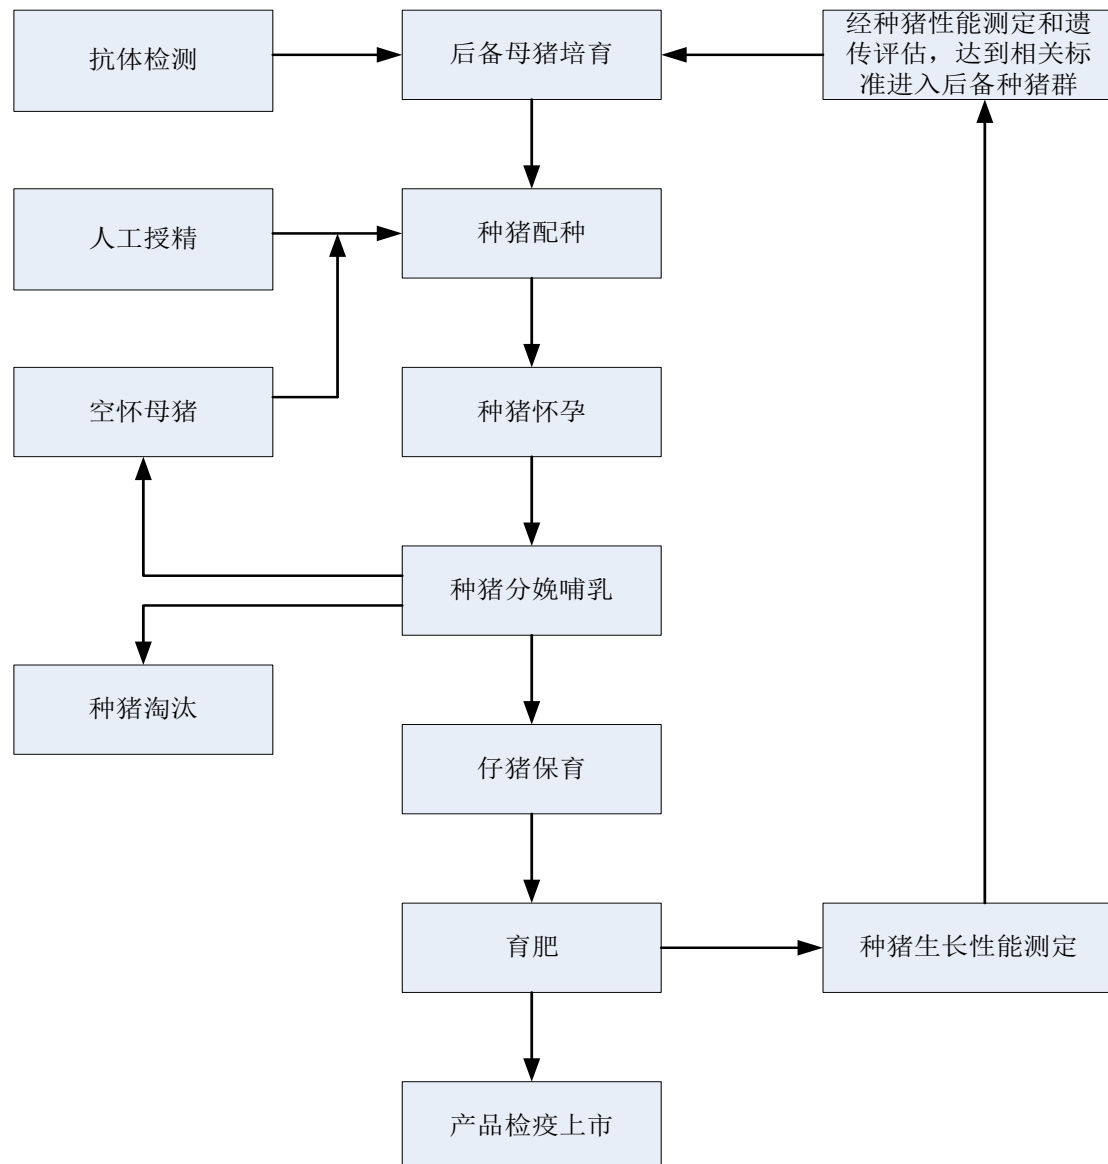 抗体检测
后备母猪培育
经种猪性能测定和遗
传评估，达到相关标
准进入后备种猪群
人工授精
种猪配种
空怀母猪
种猪怀孕
种猪分娩哺乳
种猪淘汰
仔猪保育
育肥
种猪生长性能测定
产品检疫上市